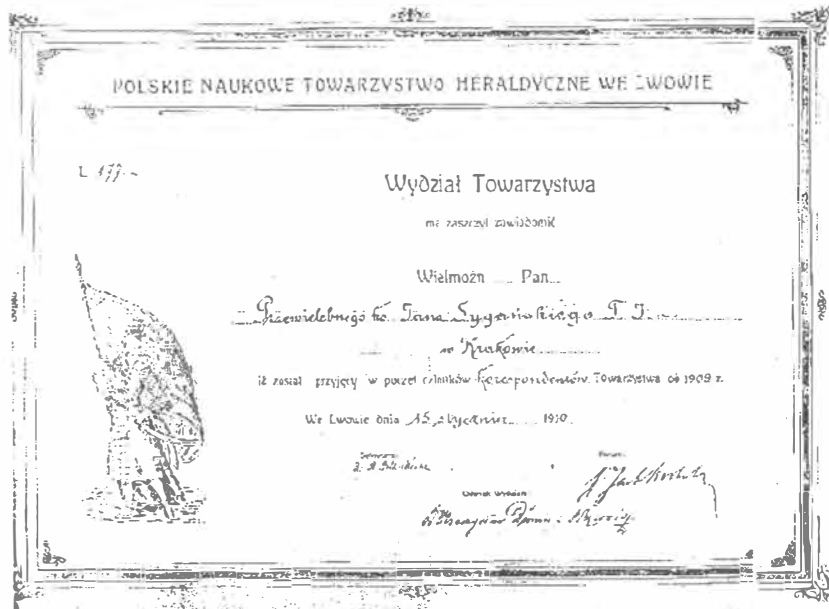 POLSKIE NAUKOWE TOWARZYSTWO HERALDYCZNE WE LWOWIE
L 177.
Wydział Towarzystwa
ma zaszczyt zawiadomić
Wielmożn Pan
Przewielebnego ks. Jana Sygańskiego T. J.
w Krakowie
iż został przyjęty w poczet członków Korespondentów Towarzystwa od 1909 r.
We Lwowie dnia 15 stycznia 1910.
Sekretarz:
Prezes:
Członek Wydziału: